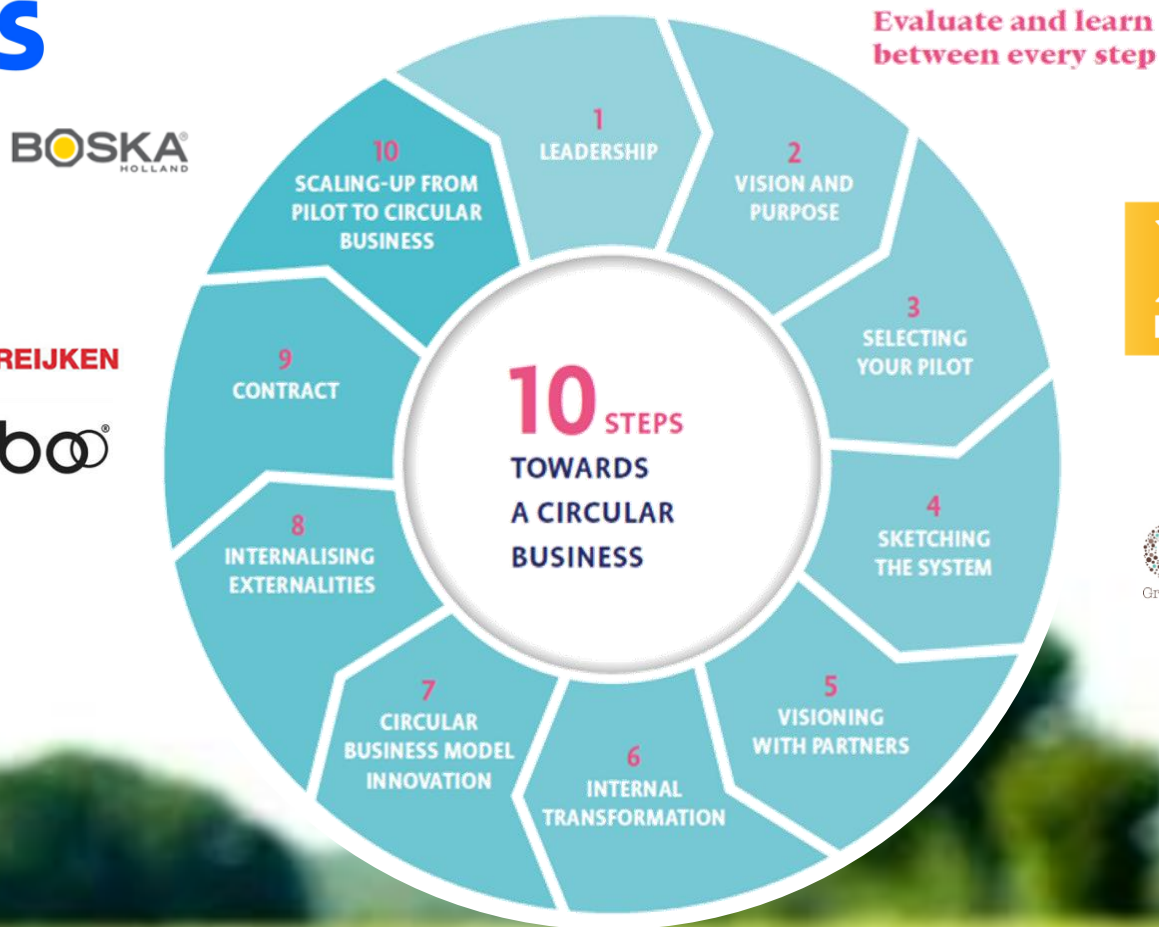 Evaluate and learn
between every step
BOSKA®
HOLLAND
REIJKEN
1
LEADERSHIP
2
VISION AND
PURPOSE
3
SELECTING
YOUR PILOT
4
SKETCHING
THE SYSTEM
5
VISIONING
WITH PARTNERS
6
INTERNAL
TRANSFORMATION
7
CIRCULAR
BUSINESS MODEL
INNOVATION
8
INTERNALISING
EXTERNALITIES
9
CONTRACT
10
SCALING-UP FROM
PILOT TO CIRCULAR
BUSINESS
10 STEPS
TOWARDS
A CIRCULAR
BUSINESS